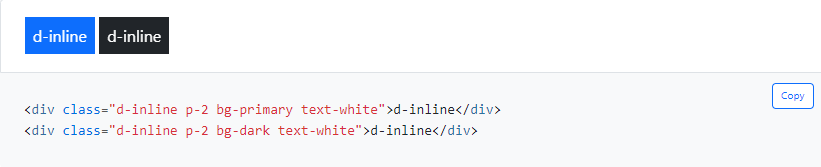 d-inline d-inline
Copy
<div class="d-inline p-2 bg-primary text-white">d-inline</div>
<div class="d-inline p-2 bg-dark text-white">d-inline</div>